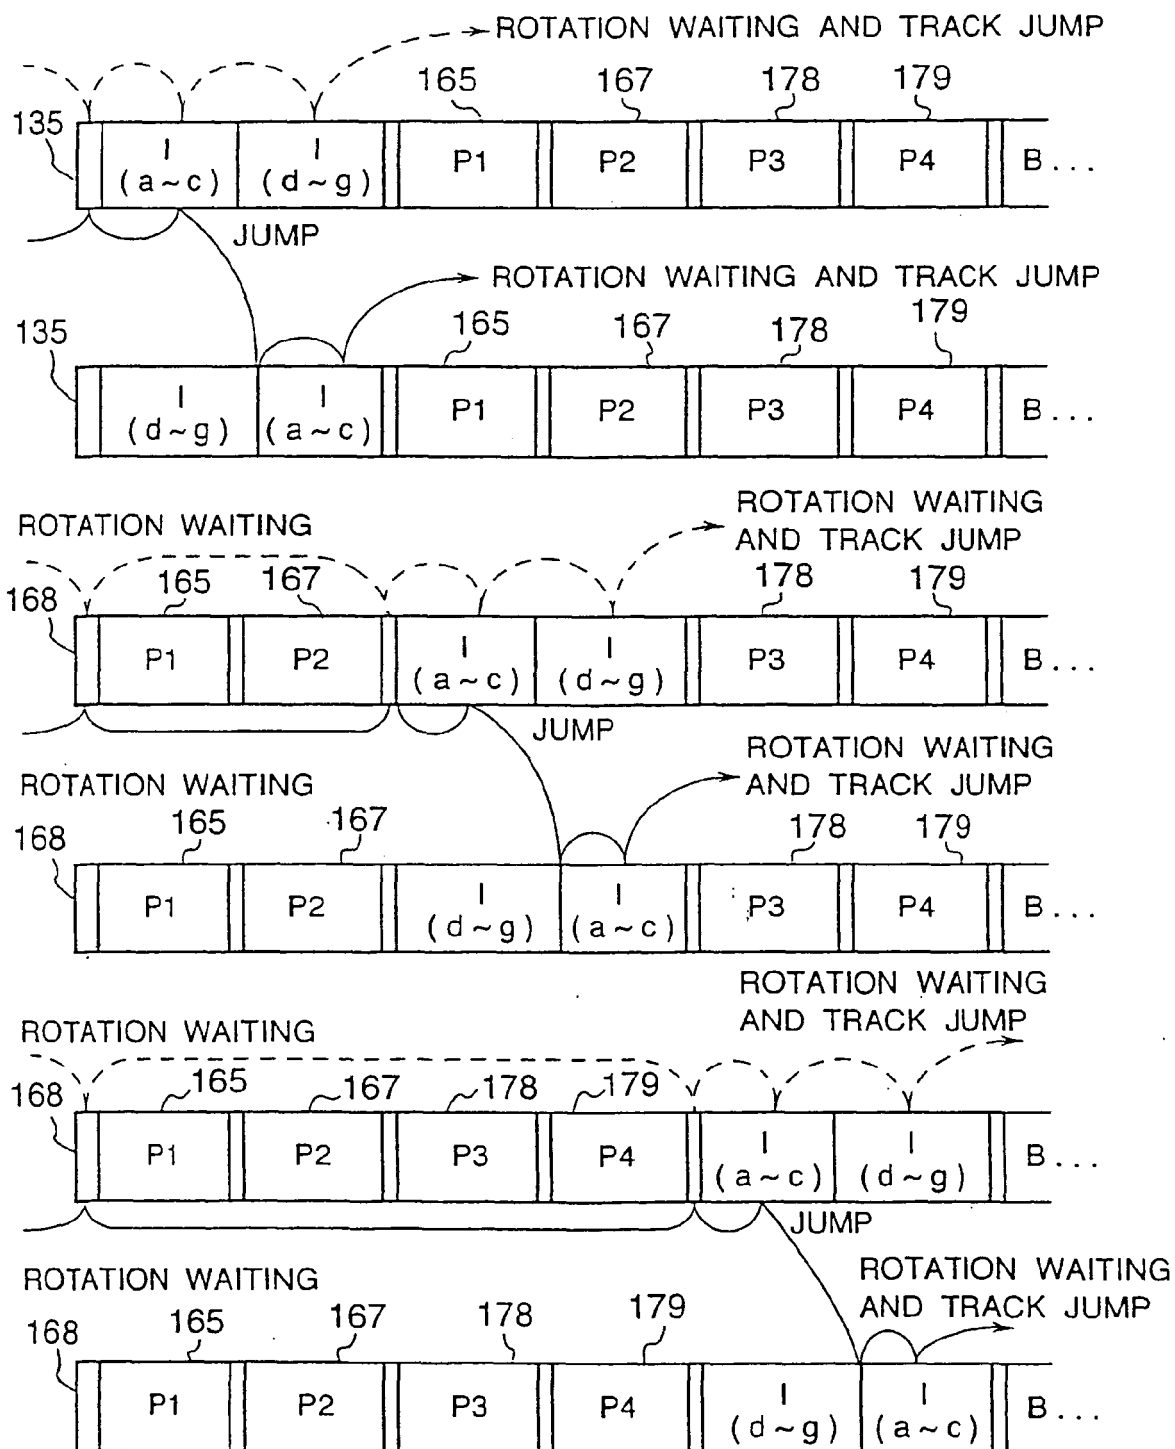 ROTATION WAITING AND TRACK JUMP
165 167 178 179
135
I I P1 P2 P3 P4 B...
(a~c) (d~g)
JUMP
ROTATION WAITING AND TRACK JUMP
135 165 167 178 179
I I P1 P2 P3 P4 B...
(d~g) (a~c)
ROTATION WAITING
ROTATION WAITING
AND TRACK JUMP
168 165 167 178 179
P1 P2 I I P3 P4 B...
(a~c) (d~g)
JUMP
ROTATION WAITING
AND TRACK JUMP
ROTATION WAITING
168 165 167 178 179
P1 P2 I I P3 P4 B...
(d~g) (a~c)
ROTATION WAITING
AND TRACK JUMP
ROTATION WAITING
168 165 167 178 179
P1 P2 P3 P4 I I B...
(a~c) (d~g)
JUMP
ROTATION WAITING
AND TRACK JUMP
ROTATION WAITING
168 165 167 178 179
P1 P2 P3 P4 I I B...
(d~g) (a~c)